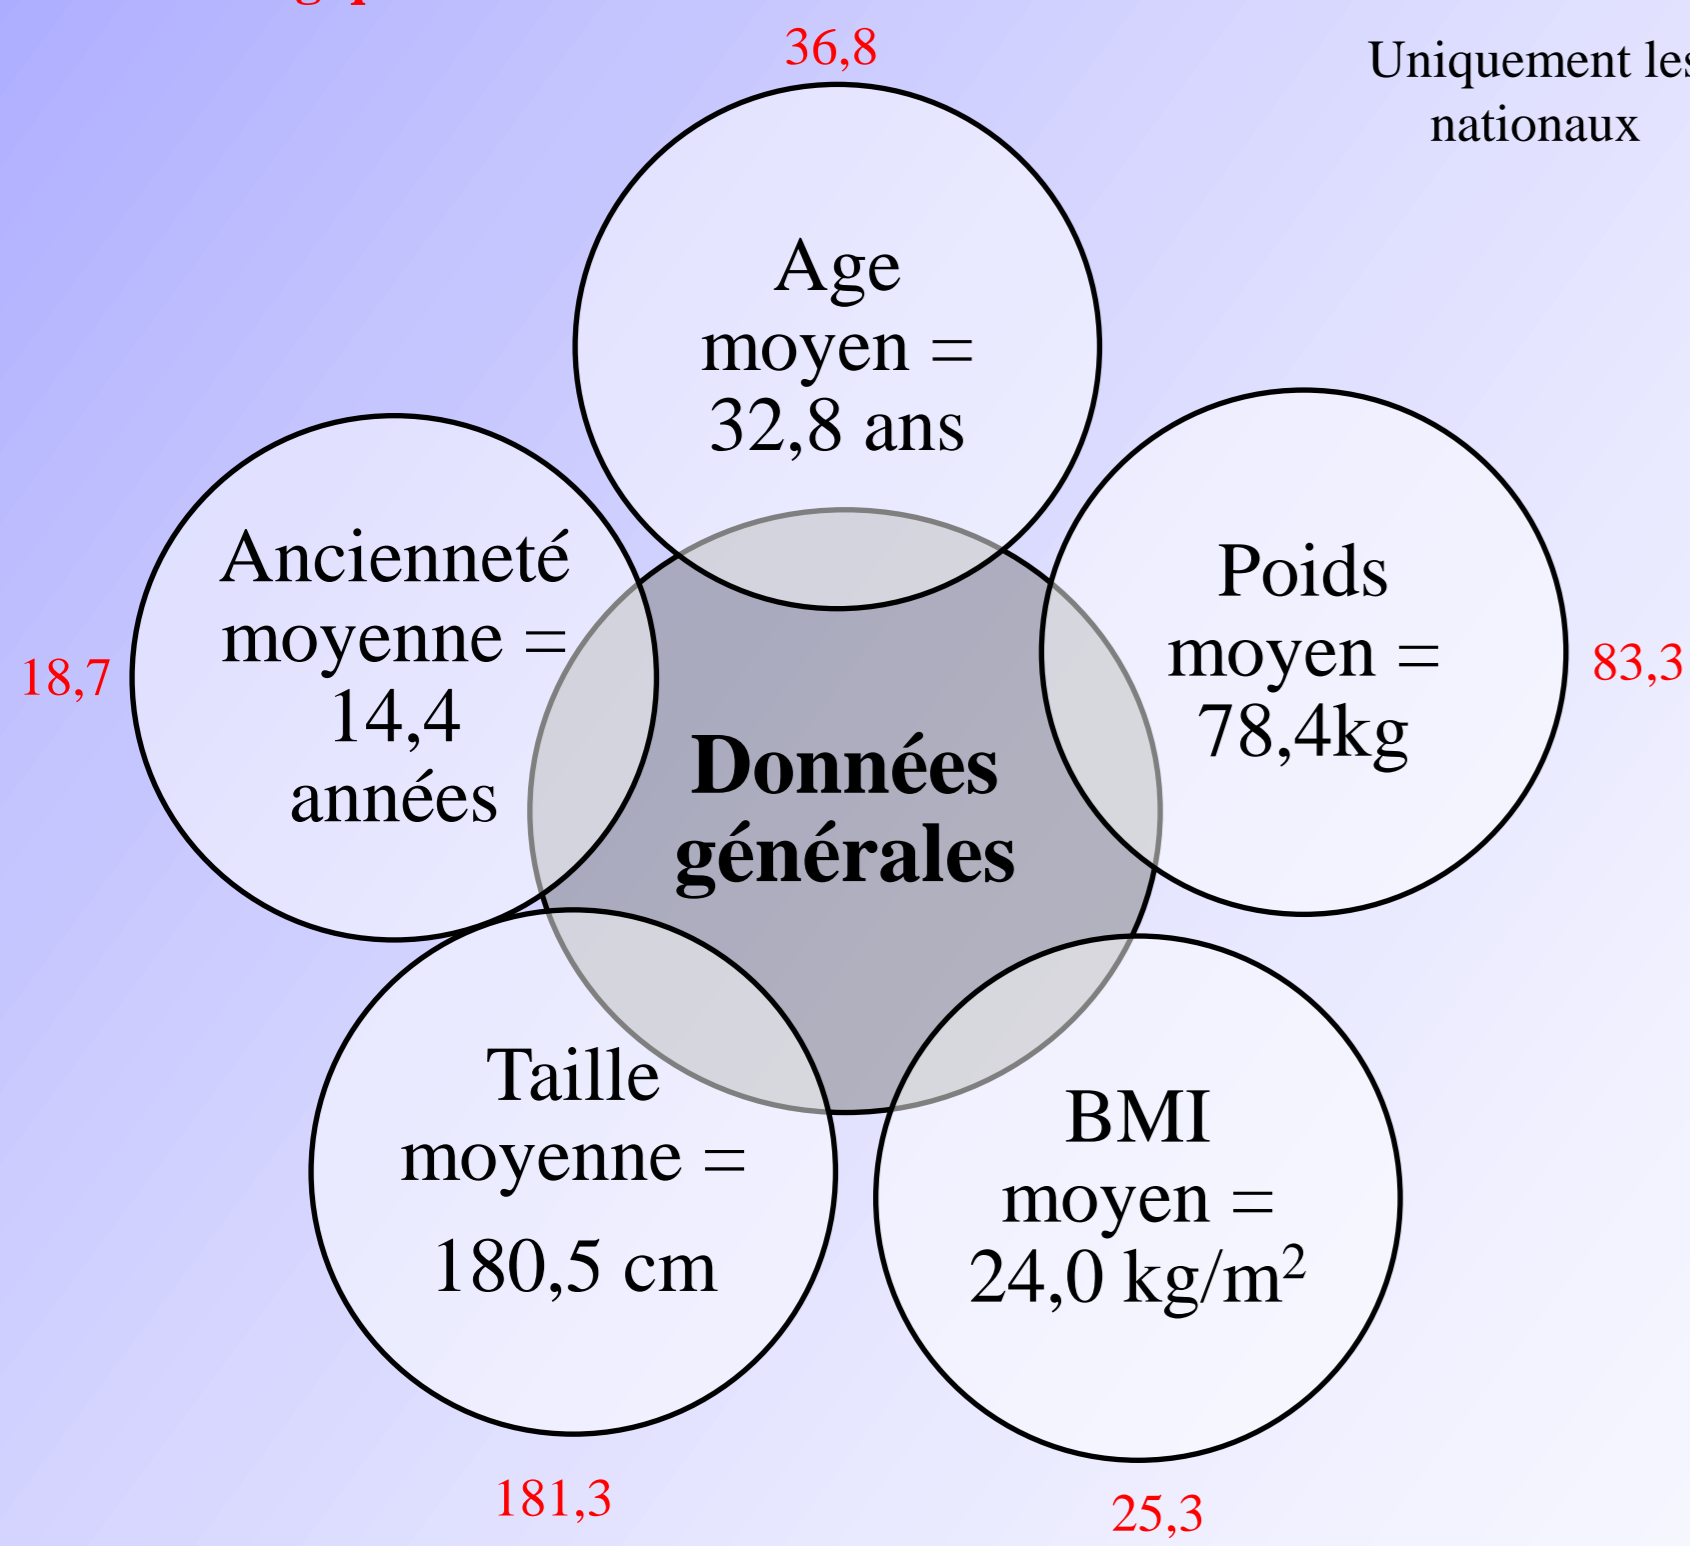 36,8
Uniquement les
nationaux
Age
moyen =
32,8 ans
Ancienneté
moyenne =
14,4
années
18,7
Poids
moyen =
78,4kg
83,3
Données
générales
Taille
moyenne =
180,5 cm
BMI
moyen =
24,0 kg/m²
181,3
25,3